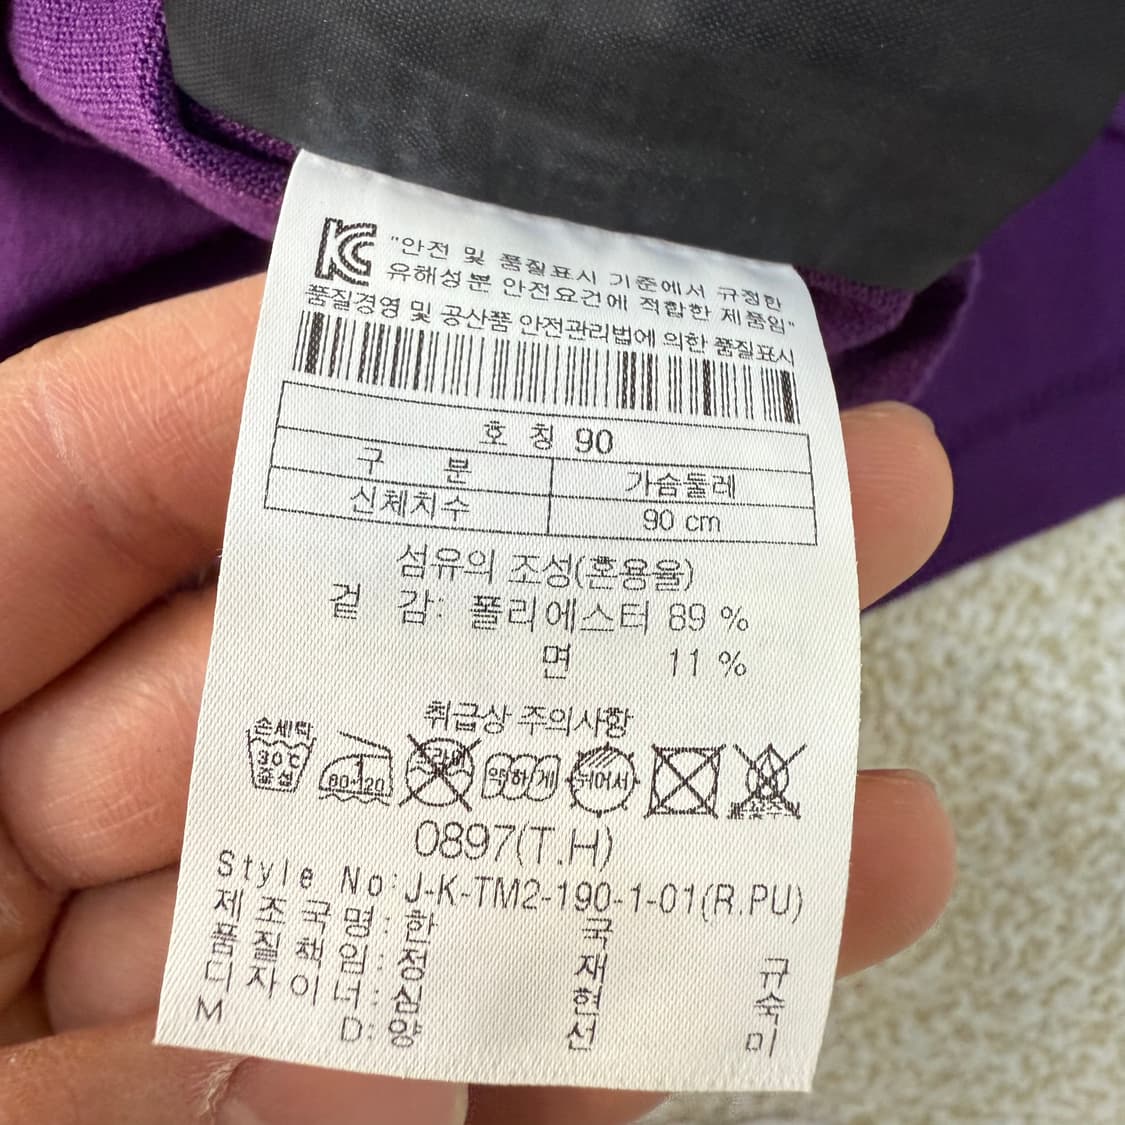 KC "안전 및 품질표시 기준에서 규정한
유해성분 안전요건에 적합한 제품임"
품질경영 및 공산품 안전관리법에 의한 품질표시
호 칭 90
구 분 가슴둘레
신체치수 90 cm
섬유의 조성(혼용율)
겉 감: 폴리에스터 89 %
면 11 %
취급상 주의사항
손세탁 30℃ 중성 1 80~120 약하게 뉘어서
0897(T.H)
Style No: J-K-TM2-190-1-01(R.PU)
제조국명: 한 국
품질책임: 정 재 규
디자이너: 심 현 숙
M D: 양 선 미